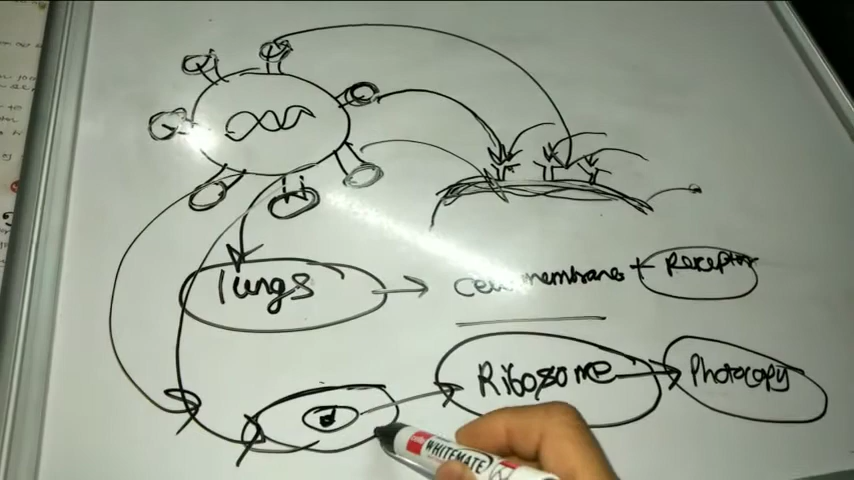 lungs
cell membrane + Receptor
Ribosome
Photocopy
WHITEMATE